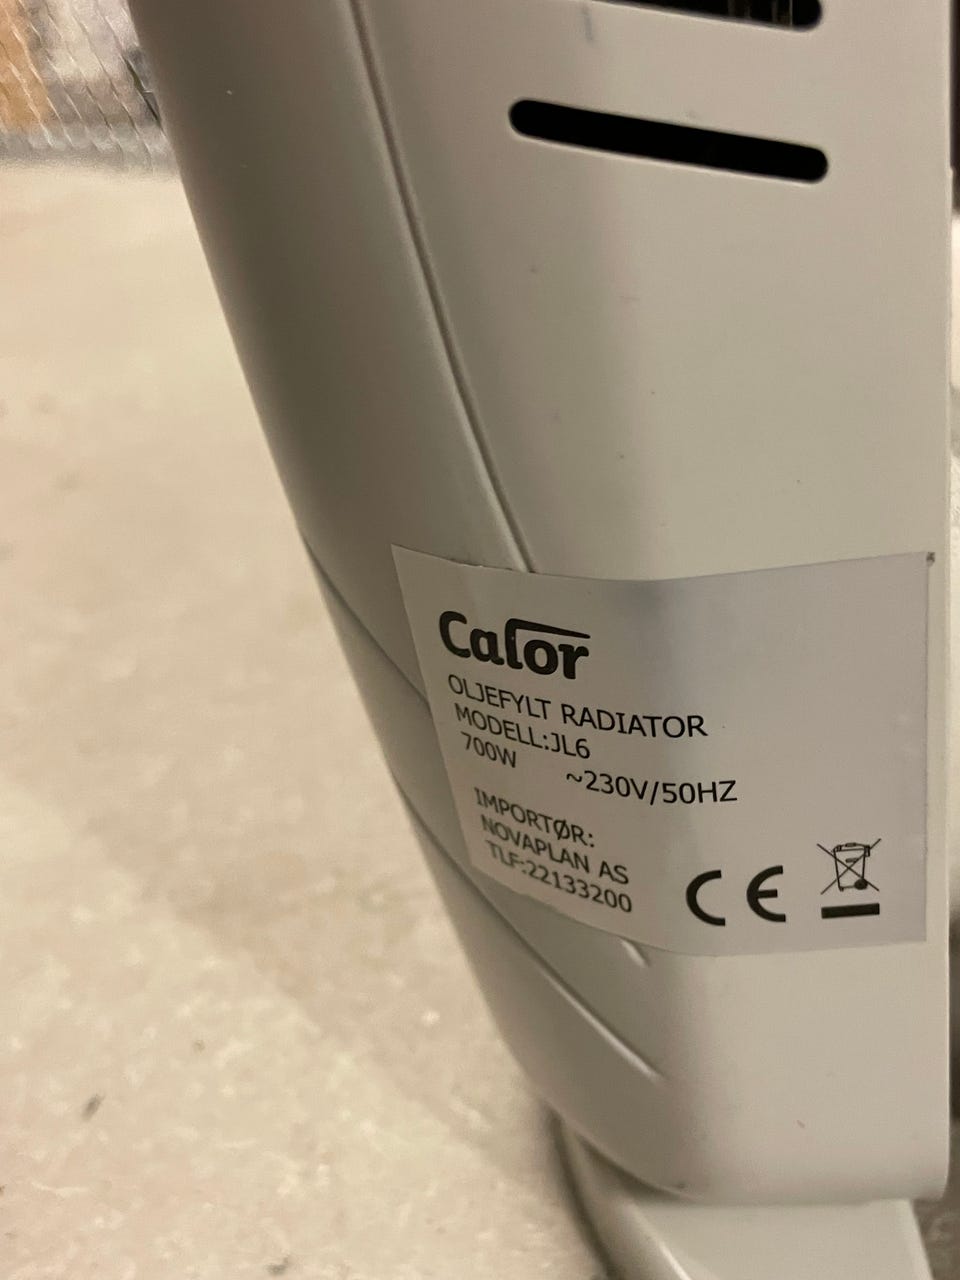 Calor
OLJEFYLT RADIATOR
MODELL:JL6
700W ~230V/50HZ
IMPORTØR:
NOVAPLAN AS
TLF:22133200
CE